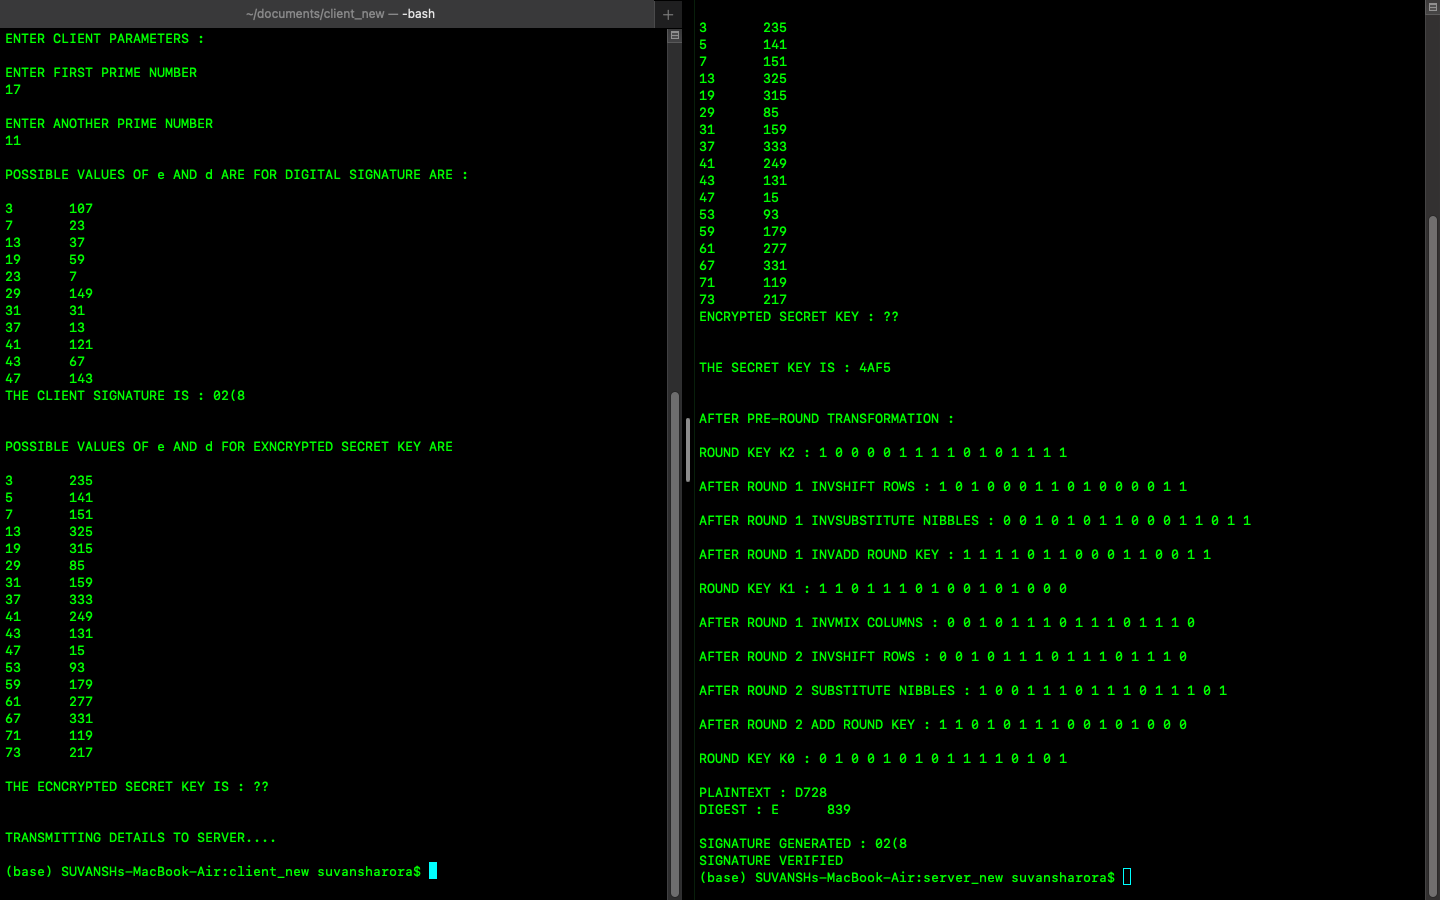 ~/documents/client_new — -bash
ENTER CLIENT PARAMETERS :
ENTER FIRST PRIME NUMBER
17
ENTER ANOTHER PRIME NUMBER
11
POSSIBLE VALUES OF e AND d ARE FOR DIGITAL SIGNATURE ARE :
3 107
7 23
13 37
19 59
23 7
29 149
31 31
37 13
41 121
43 67
47 143
THE CLIENT SIGNATURE IS : 02(8
POSSIBLE VALUES OF e AND d FOR EXNCRYPTED SECRET KEY ARE
3 235
5 141
7 151
13 325
19 315
29 85
31 159
37 333
41 249
43 131
47 15
53 93
59 179
61 277
67 331
71 119
73 217
THE ECNCRYPTED SECRET KEY IS : ??
TRANSMITTING DETAILS TO SERVER....
(base) SUVANSHs-MacBook-Air:client_new suvansharora$
3 235
5 141
7 151
13 325
19 315
29 85
31 159
37 333
41 249
43 131
47 15
53 93
59 179
61 277
67 331
71 119
73 217
ENCRYPTED SECRET KEY : ??
THE SECRET KEY IS : 4AF5
AFTER PRE-ROUND TRANSFORMATION :
ROUND KEY K2 : 1 0 0 0 0 1 1 1 1 0 1 0 1 1 1 1
AFTER ROUND 1 INVSHIFT ROWS : 1 0 1 0 0 0 1 1 0 1 0 0 0 0 1 1
AFTER ROUND 1 INVSUBSTITUTE NIBBLES : 0 0 1 0 1 0 1 1 0 0 0 1 1 0 1 1
AFTER ROUND 1 INVADD ROUND KEY : 1 1 1 1 0 1 1 0 0 0 1 1 0 0 1 1
ROUND KEY K1 : 1 1 0 1 1 1 0 1 0 0 1 0 1 0 0 0
AFTER ROUND 1 INVMIX COLUMNS : 0 0 1 0 1 1 1 0 1 1 1 0 1 1 1 0
AFTER ROUND 2 INVSHIFT ROWS : 0 0 1 0 1 1 1 0 1 1 1 0 1 1 1 0
AFTER ROUND 2 SUBSTITUTE NIBBLES : 1 0 0 1 1 1 0 1 1 1 0 1 1 1 0 1
AFTER ROUND 2 ADD ROUND KEY : 1 1 0 1 0 1 1 1 0 0 1 0 1 0 0 0
ROUND KEY K0 : 0 1 0 0 1 0 1 0 1 1 1 1 0 1 0 1
PLAINTEXT : D728
DIGEST : E 839
SIGNATURE GENERATED : 02(8
SIGNATURE VERIFIED
(base) SUVANSHs-MacBook-Air:server_new suvansharora$